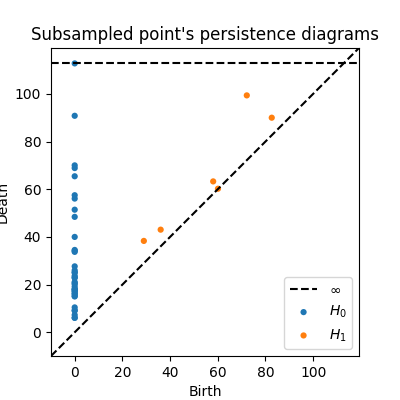 Subsampled point's persistence diagrams
Death
100
80
60
40
20
0
∞
H₀
H₁
0 20 40 60 80 100
Birth